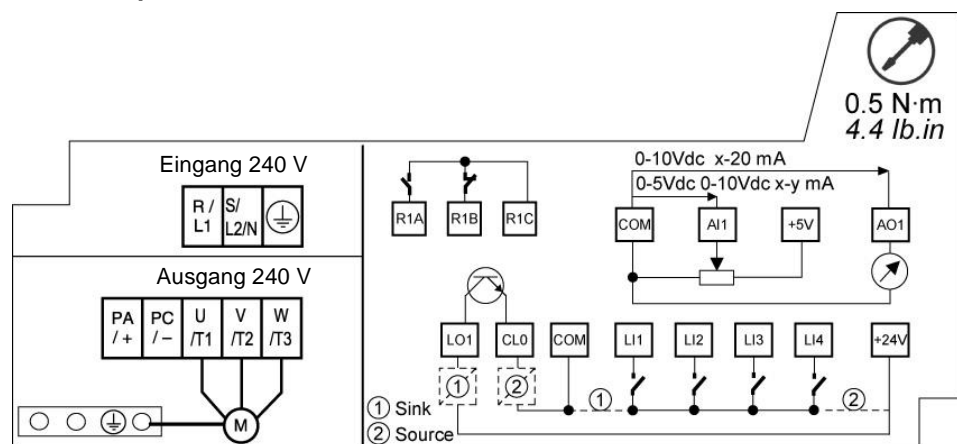 0.5 N·m
4.4 lb.in
Eingang 240 V
R / L1
S/ L2/N
Ausgang 240 V
PA / +
PC / –
U /T1
V /T2
W /T3
M
R1A
R1B
R1C
0-10Vdc x-20 mA
0-5Vdc 0-10Vdc x-y mA
COM
AI1
+5V
AO1
LO1
CL0
COM
LI1
LI2
LI3
LI4
+24V
①
②
①
②
① Sink
② Source